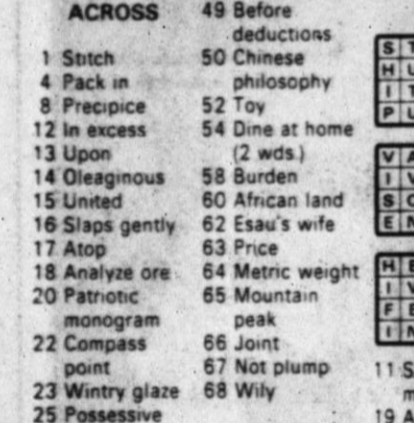 ACROSS
1 Stitch
4 Pack in
8 Precipice
12 In excess
13 Upon
14 Oleaginous
15 United
16 Slaps gently
17 Atop
18 Analyze ore
20 Patriotic
monogram
22 Compass
point
23 Wintry glaze
25 Possessive
49 Before
deductions
50 Chinese
philosophy
52 Toy
54 Dine at home
(2 wds.)
58 Burden
60 African land
62 Esau's wife
63 Price
64 Metric weight
65 Mountain
peak
66 Joint
67 Not plump
68 Wily
S T
H U
I T
P U
V A
I V
S O
E N
H E
I V
F E
I N
11 S
m
19 A